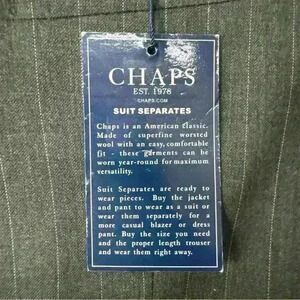 CHAPS
EST. 1978
CHAPS.COM
SUIT SEPARATES
Chaps is an American classic.
Made of superfine worsted
wool with an easy, comfortable
fit - these garments can be
worn year-round for maximum
versatility.
Suit Separates are ready to
wear pieces. Buy the jacket
and pant to wear as a suit or
wear them separately for a
more casual blazer or dress
pant. Buy the size you need
and the proper length trouser
and wear them right away.